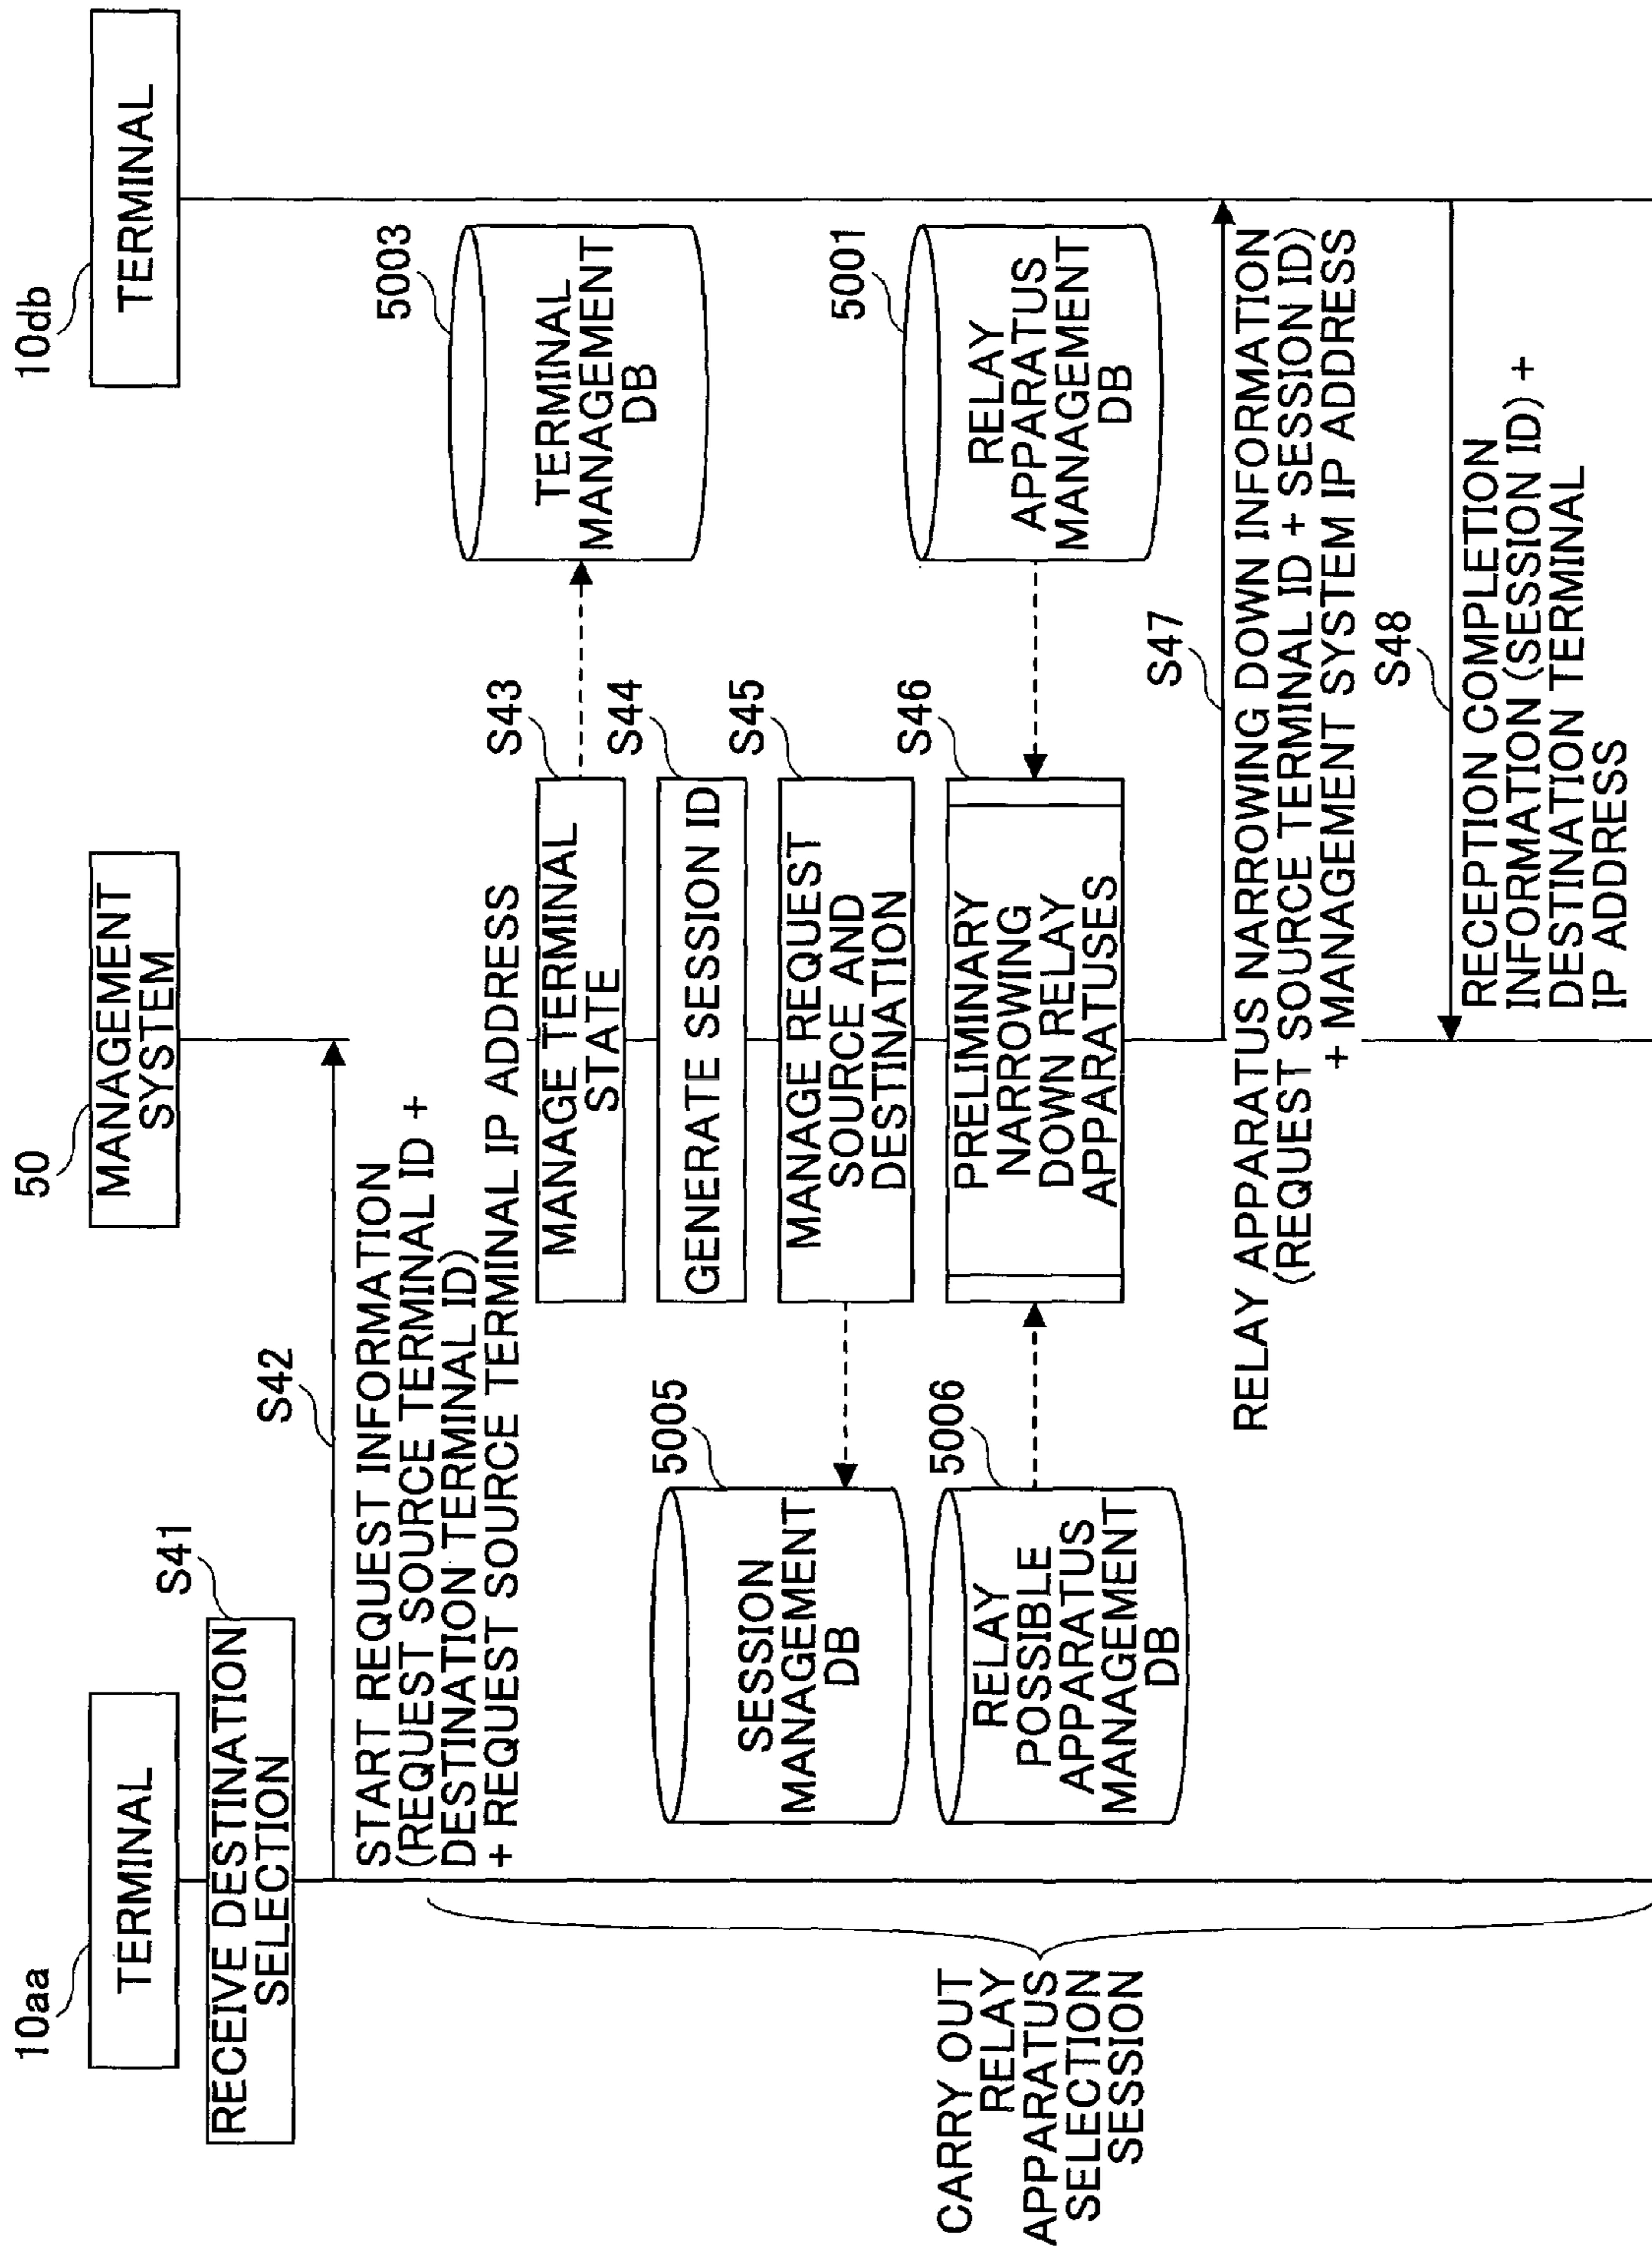 10aa
TERMINAL
50
MANAGEMENT
SYSTEM
10db
TERMINAL
S41
RECEIVE DESTINATION
SELECTION
S42
START REQUEST INFORMATION
(REQUEST SOURCE TERMINAL ID +
DESTINATION TERMINAL ID)
+ REQUEST SOURCE TERMINAL IP ADDRESS
S43
MANAGE TERMINAL
STATE
5003
TERMINAL
MANAGEMENT
DB
S44
GENERATE SESSION ID
S45
MANAGE REQUEST
SOURCE AND
DESTINATION
5005
SESSION
MANAGEMENT
DB
S46
PRELIMINARY
NARROWING
DOWN RELAY
APPARATUSES
5006
RELAY
POSSIBLE
APPARATUS
MANAGEMENT
DB
5001
RELAY
APPARATUS
MANAGEMENT
DB
CARRY OUT
RELAY
APPARATUS
SELECTION
SESSION
S47
RELAY APPARATUS NARROWING DOWN INFORMATION
(REQUEST SOURCE TERMINAL ID + SESSION ID)
+ MANAGEMENT SYSTEM IP ADDRESS
S48
RECEPTION COMPLETION
INFORMATION (SESSION ID) +
DESTINATION TERMINAL
IP ADDRESS